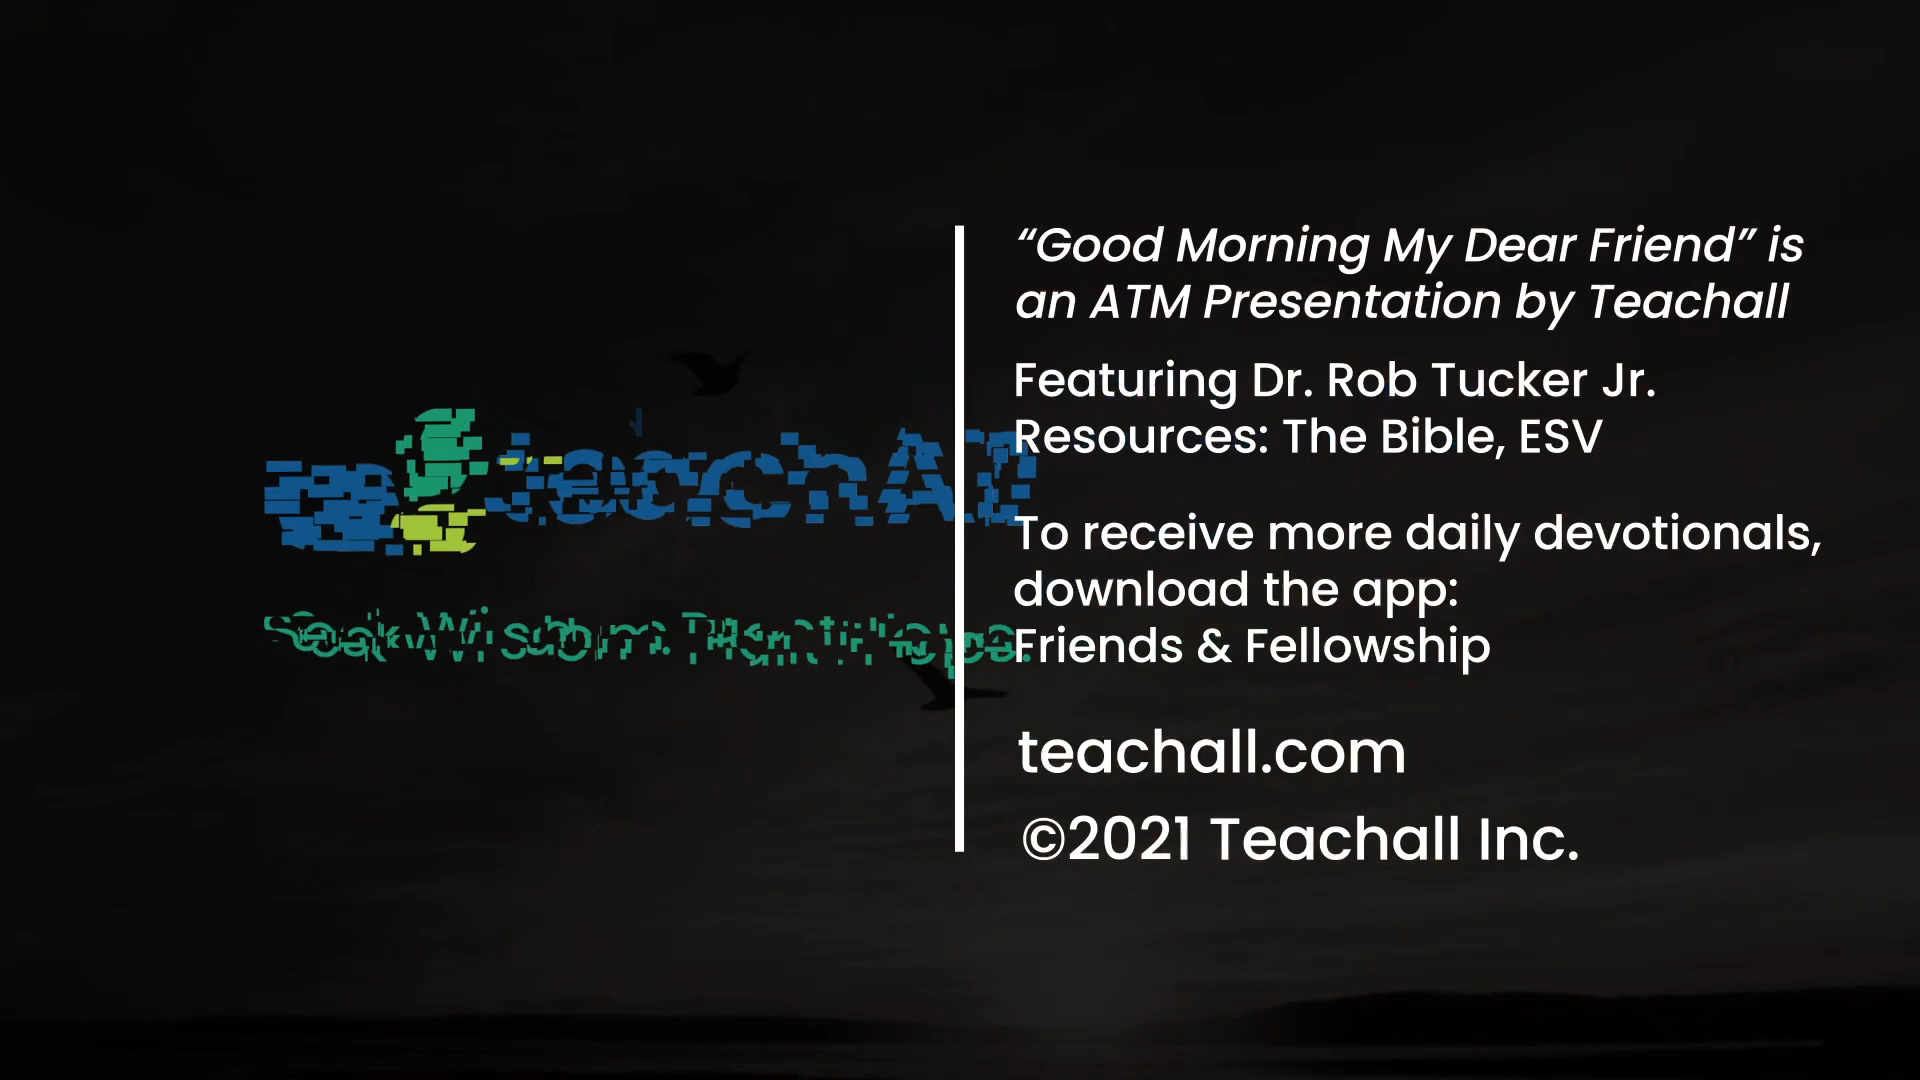 “Good Morning My Dear Friend” is
an ATM Presentation by Teachall
Featuring Dr. Rob Tucker Jr.
Resources: The Bible, ESV
To receive more daily devotionals,
download the app:
Friends & Fellowship
teachall.com
©2021 Teachall Inc.